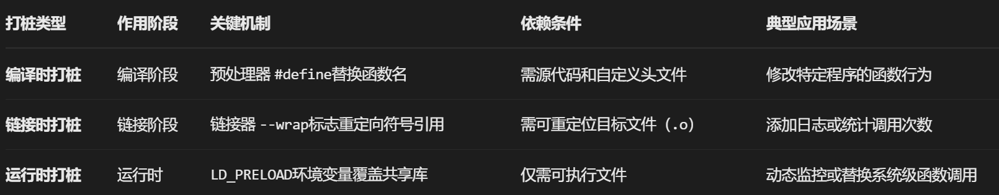 打桩类型 作用阶段 关键机制 依赖条件 典型应用场景
编译时打桩 编译阶段 预处理器 #define替换函数名 需源代码和自定义头文件 修改特定程序的函数行为
链接时打桩 链接阶段 链接器 --wrap标志重定向符号引用 需可重定位目标文件（.o） 添加日志或统计调用次数
运行时打桩 运行时 LD_PRELOAD环境变量覆盖共享库 仅需可执行文件 动态监控或替换系统级函数调用